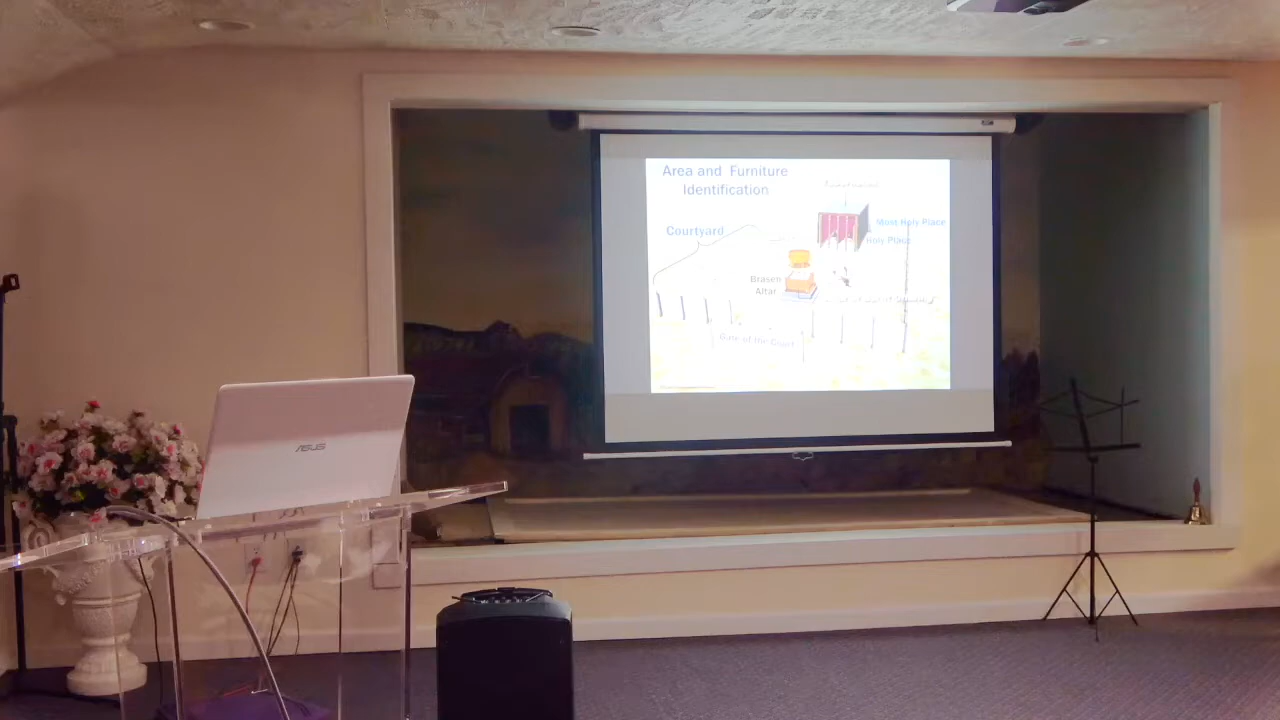 Area and Furniture
Identification
Courtyard
Most Holy Place
Holy Place
Brasen
Altar
Gate of the Court
ASUS